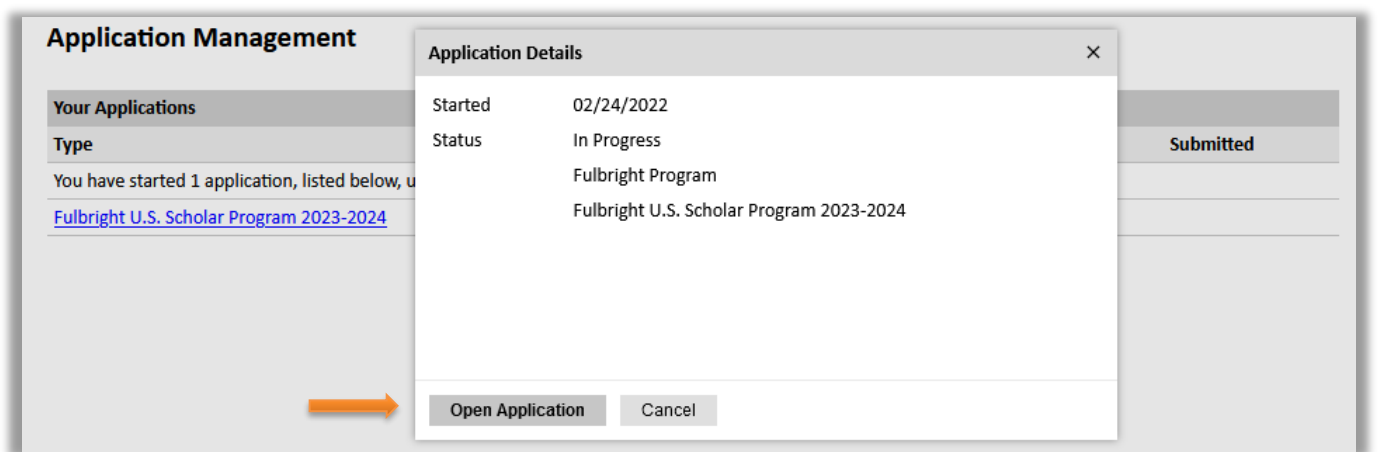 Application Management
Your Applications
Type
Submitted
You have started 1 application, listed below, u
Fulbright U.S. Scholar Program 2023-2024
Application Details ×
Started 02/24/2022
Status In Progress
Fulbright Program
Fulbright U.S. Scholar Program 2023-2024
Open Application Cancel